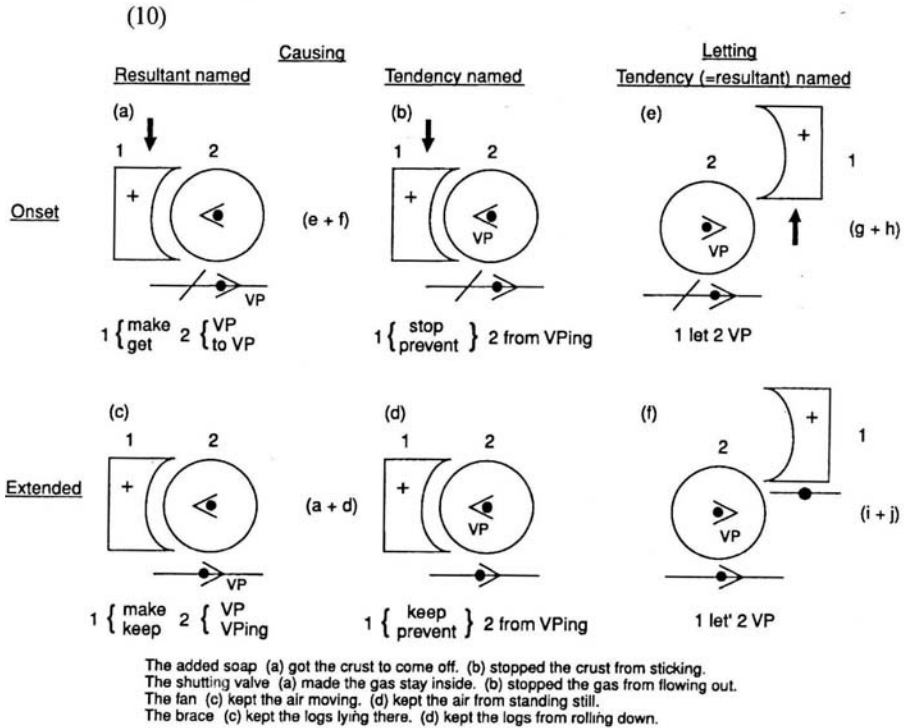 (10)
Causing
Letting
Resultant named
Tendency named
Tendency (=resultant) named
(a)
(b)
(e)
1
2
1
2
2
1
+
+
+
Onset
(e + f)
VP
VP
(g + h)
VP
1 { make get 2 { VP to VP
1 { stop prevent } 2 from VPing
1 let 2 VP
(c)
(d)
(f)
1
2
1
2
2
1
+
+
+
Extended
(a + d)
VP
VP
(i + j)
VP
1 { make keep 2 { VP VPing
1 { keep prevent } 2 from VPing
1 let' 2 VP
The added soap (a) got the crust to come off. (b) stopped the crust from sticking.
The shutting valve (a) made the gas stay inside. (b) stopped the gas from flowing out.
The fan (c) kept the air moving. (d) kept the air from standing still.
The brace (c) kept the logs lying there. (d) kept the logs from rolling down.